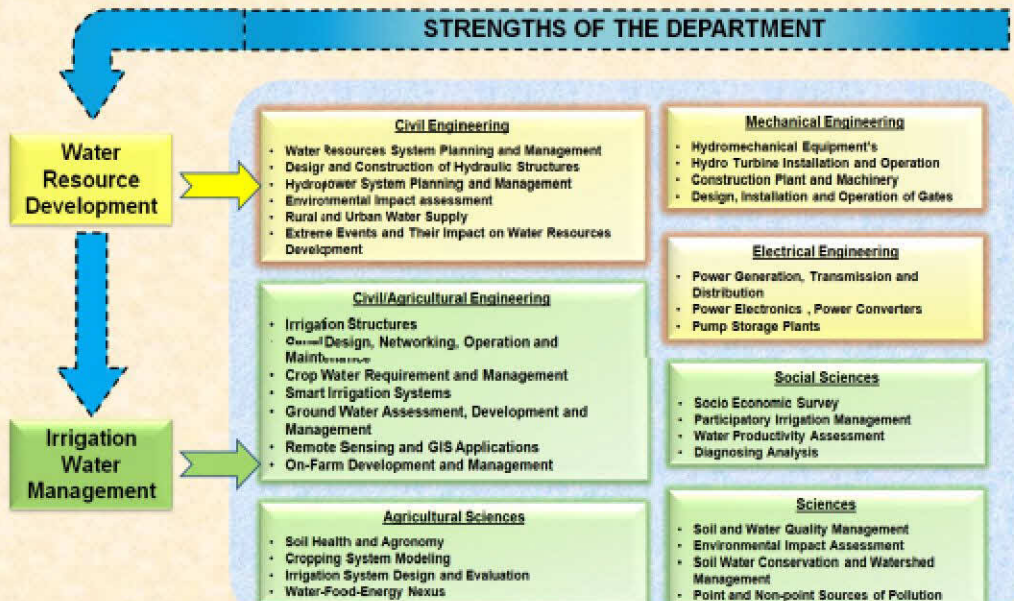 STRENGTHS OF THE DEPARTMENT
Water
Resource
Development
Irrigation
Water
Management
Civil Engineering
• Water Resources System Planning and Management
• Design and Construction of Hydraulic Structures
• Hydropower System Planning and Management
• Environmental Impact assessment
• Rural and Urban Water Supply
• Extreme Events and Their Impact on Water Resources
Development
Mechanical Engineering
• Hydromechanical Equipment's
• Hydro Turbine Installation and Operation
• Construction Plant and Machinery
• Design, Installation and Operation of Gates
Electrical Engineering
• Power Generation, Transmission and
Distribution
• Power Electronics , Power Converters
• Pump Storage Plants
Civil/Agricultural Engineering
• Irrigation Structures
• Design, Networking, Operation and
• Crop Water Requirement and Management
• Smart Irrigation Systems
• Ground Water Assessment, Development and
Management
• Remote Sensing and GIS Applications
• On-Farm Development and Management
Social Sciences
• Socio Economic Survey
• Participatory Irrigation Management
• Water Productivity Assessment
• Diagnosing Analysis
Agricultural Sciences
• Soil Health and Agronomy
• Cropping System Modeling
• Irrigation System Design and Evaluation
• Water-Food-Energy Nexus
Sciences
• Soil and Water Quality Management
• Environmental Impact Assessment
• Soil Water Conservation and Watershed
Management
• Point and Non-point Sources of Pollution